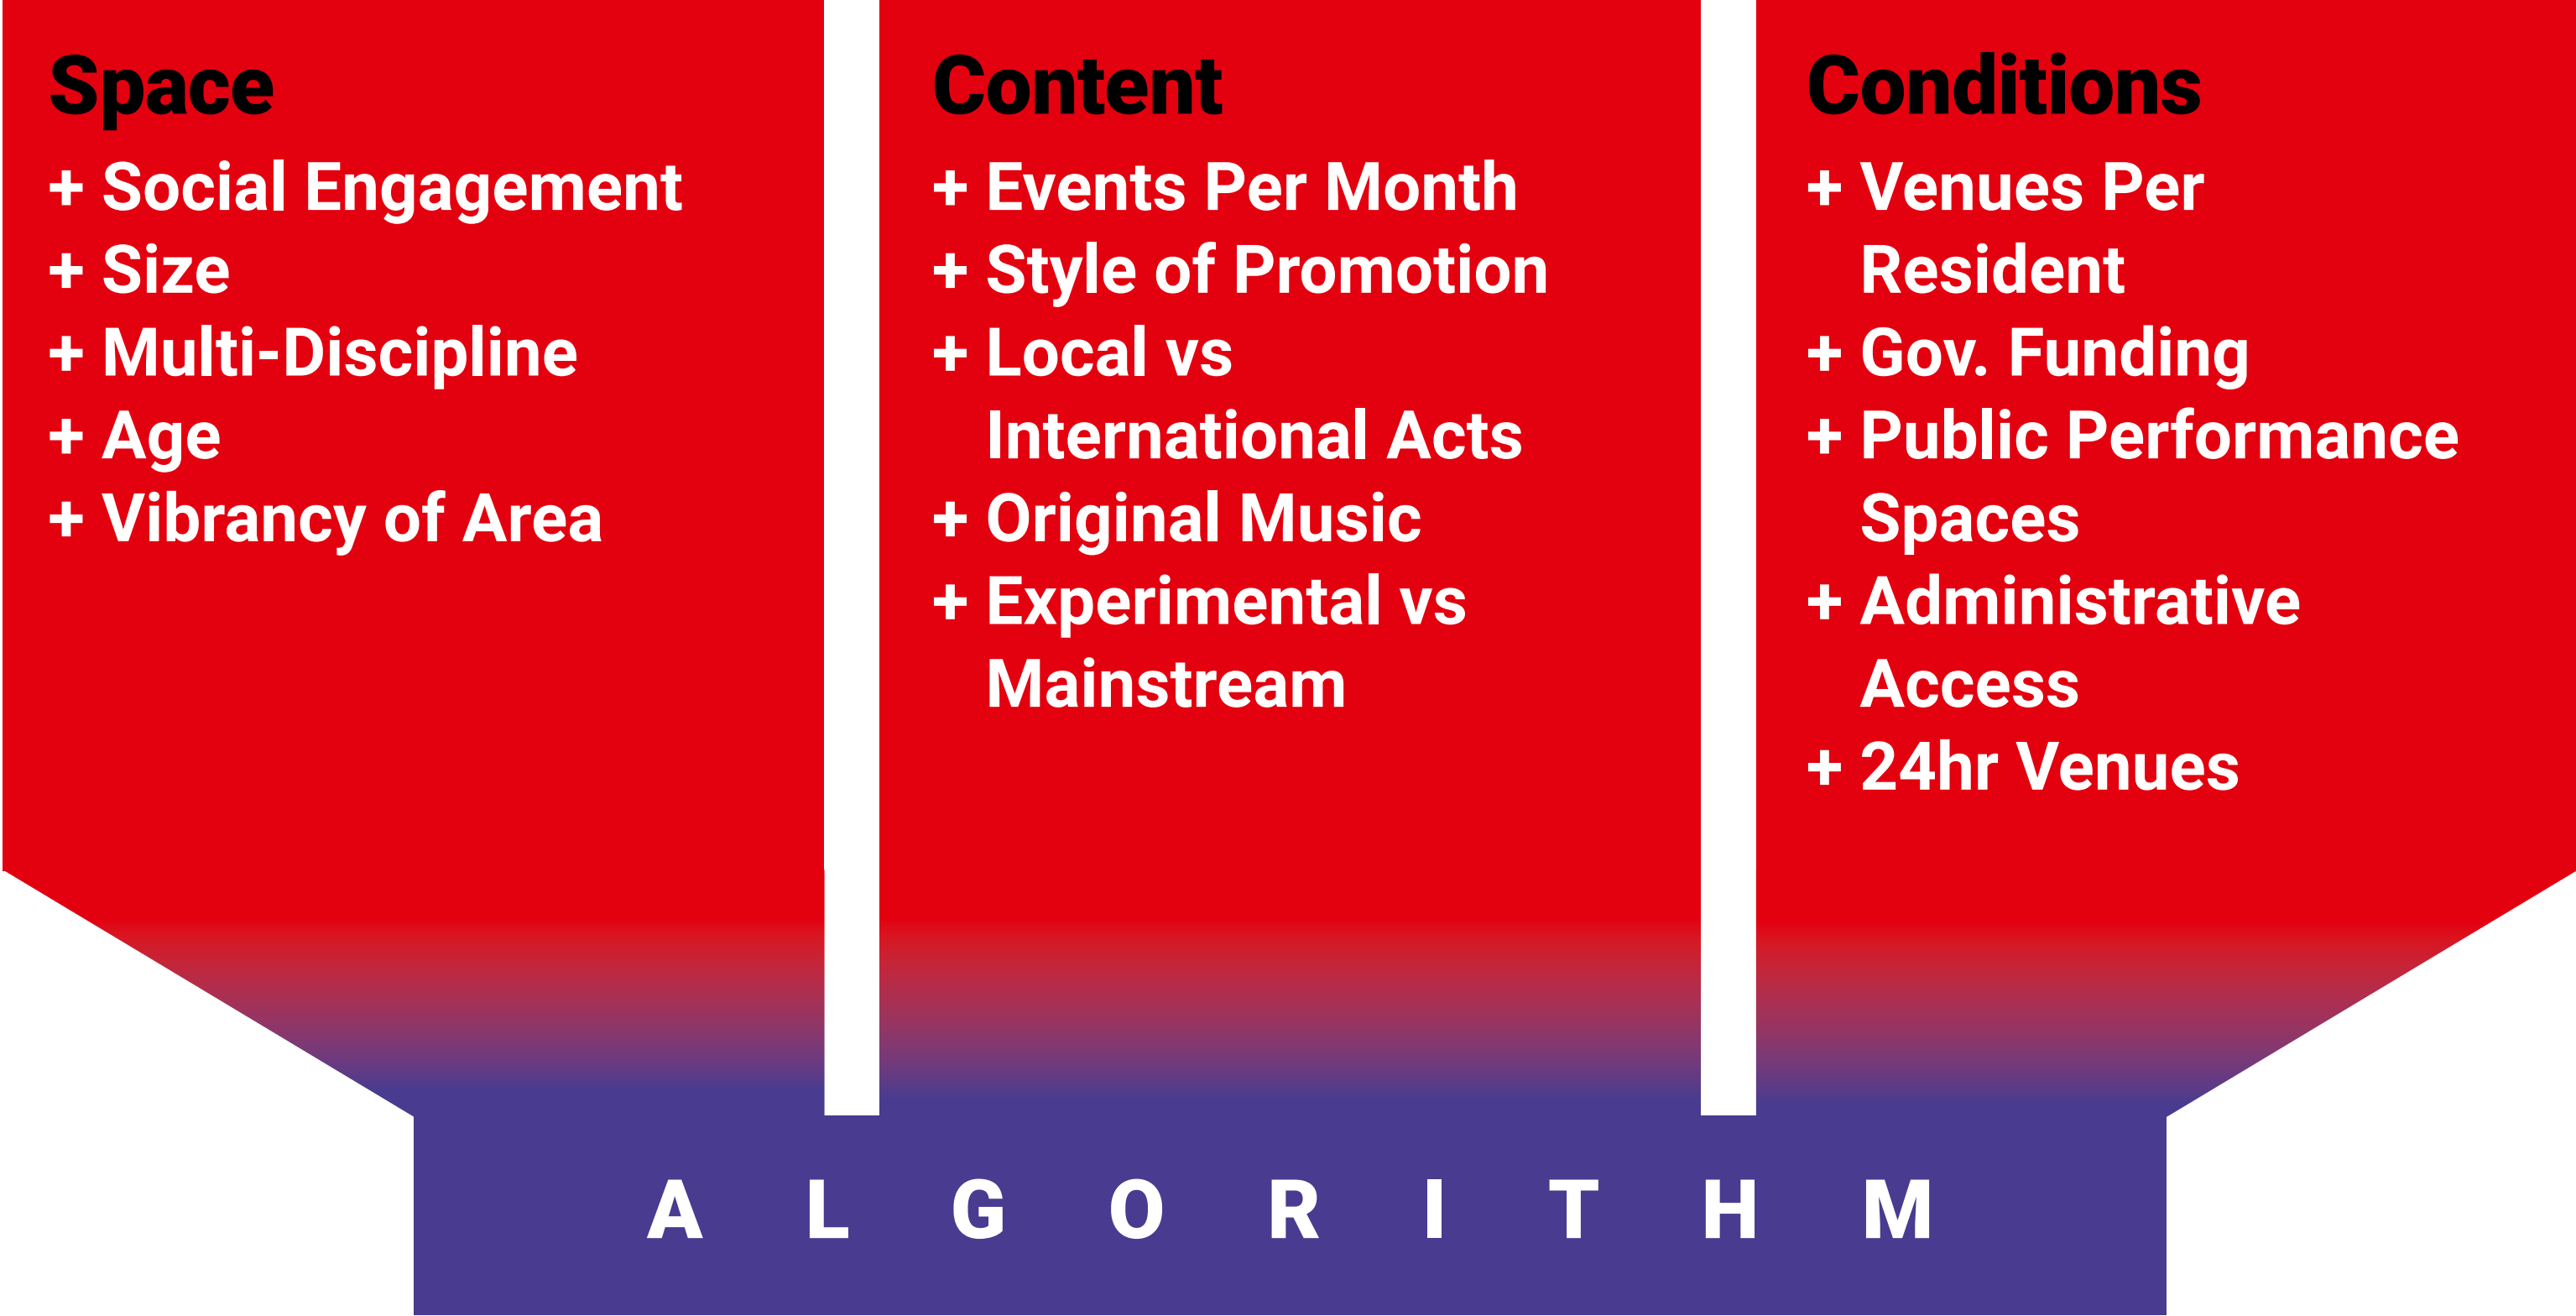 Space
+ Social Engagement
+ Size
+ Multi-Discipline
+ Age
+ Vibrancy of Area
Content
+ Events Per Month
+ Style of Promotion
+ Local vs
International Acts
+ Original Music
+ Experimental vs
Mainstream
Conditions
+ Venues Per
Resident
+ Gov. Funding
+ Public Performance
Spaces
+ Administrative
Access
+ 24hr Venues
A L G O R I T H M